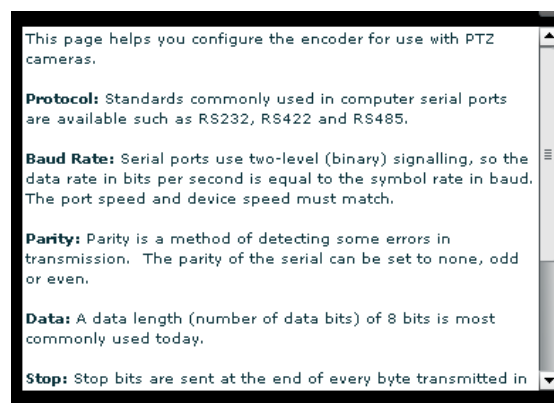 This page helps you configure the encoder for use with PTZ
cameras.
Protocol: Standards commonly used in computer serial ports
are available such as RS232, RS422 and RS485.
Baud Rate: Serial ports use two-level (binary) signalling, so the
data rate in bits per second is equal to the symbol rate in baud.
The port speed and device speed must match.
Parity: Parity is a method of detecting some errors in
transmission.  The parity of the serial can be set to none, odd
or even.
Data: A data length (number of data bits) of 8 bits is most
commonly used today.
Stop: Stop bits are sent at the end of every byte transmitted in